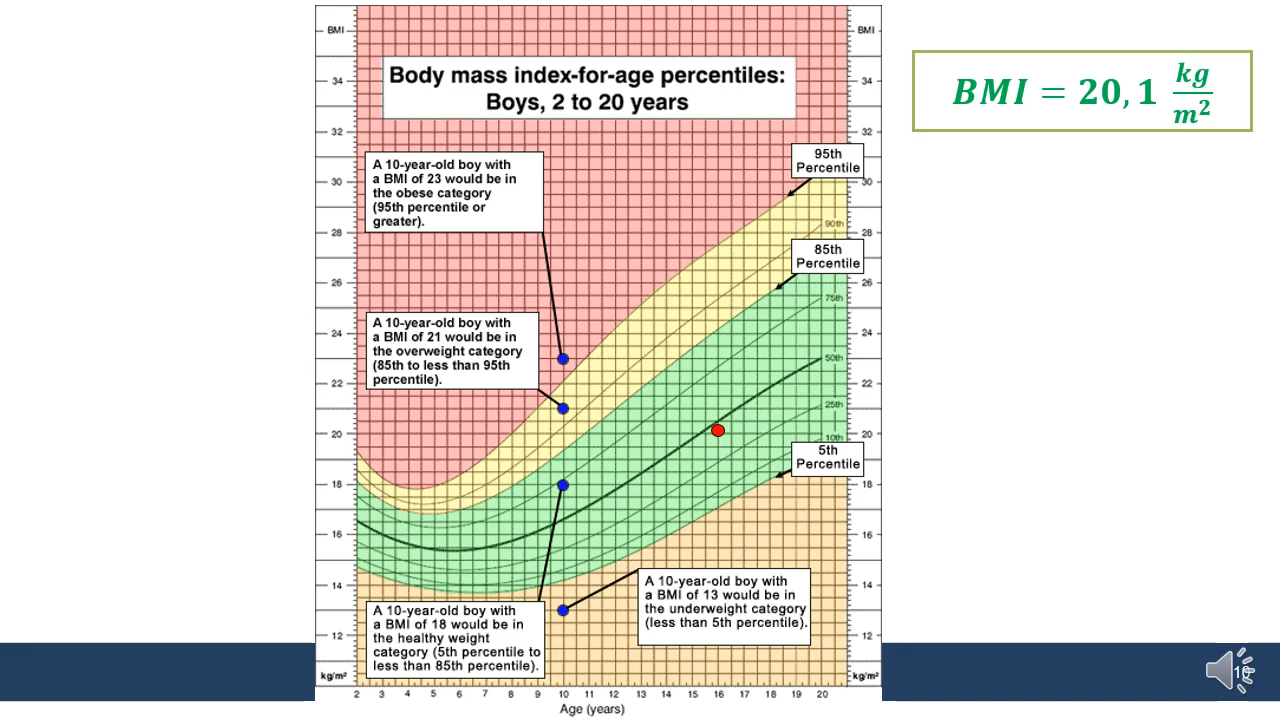 Body mass index-for-age percentiles:
Boys, 2 to 20 years
BMI = 20,1 kg/m²
BMI
BMI
34
34
32
32
30
30
28
28
26
26
24
24
22
22
20
20
18
18
16
16
14
14
12
12
kg/m²
kg/m²
A 10-year-old boy with
a BMI of 23 would be in
the obese category
(95th percentile or
greater).
A 10-year-old boy with
a BMI of 21 would be in
the overweight category
(85th to less than 95th
percentile).
A 10-year-old boy with
a BMI of 18 would be in
the healthy weight
category (5th percentile to
less than 85th percentile).
A 10-year-old boy with
a BMI of 13 would be in
the underweight category
(less than 5th percentile).
95th
Percentile
90th
85th
Percentile
75th
50th
25th
10th
5th
Percentile
2 3 4 5 6 7 8 9 10 11 12 13 14 15 16 17 18 19 20
Age (years)